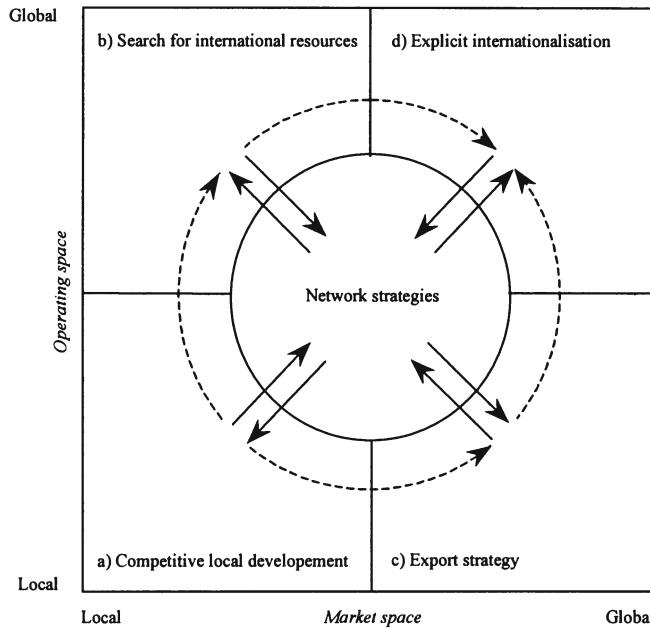 Global
b) Search for international resources
d) Explicit internationalisation
Operating space
Network strategies
a) Competitive local developement
c) Export strategy
Local
Local
Market space
Global